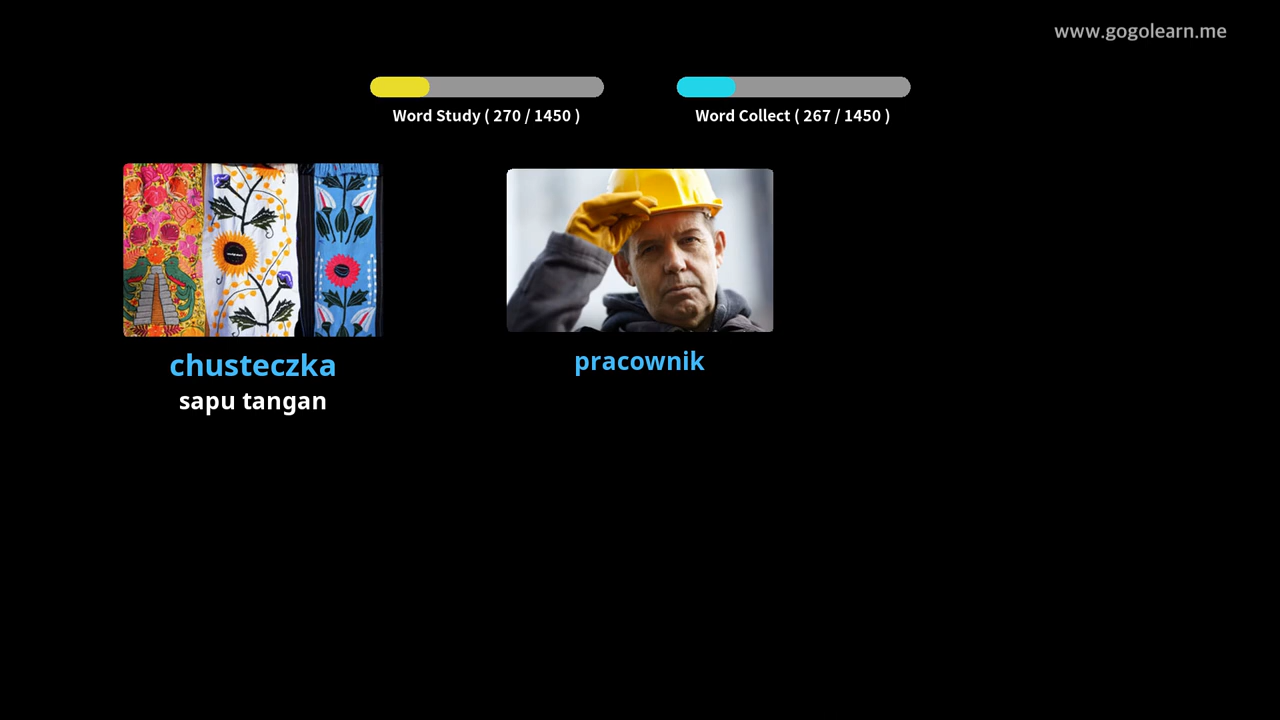 www.gogolearn.me
Word Study ( 270 / 1450 )
Word Collect ( 267 / 1450 )
chusteczka
sapu tangan
pracownik